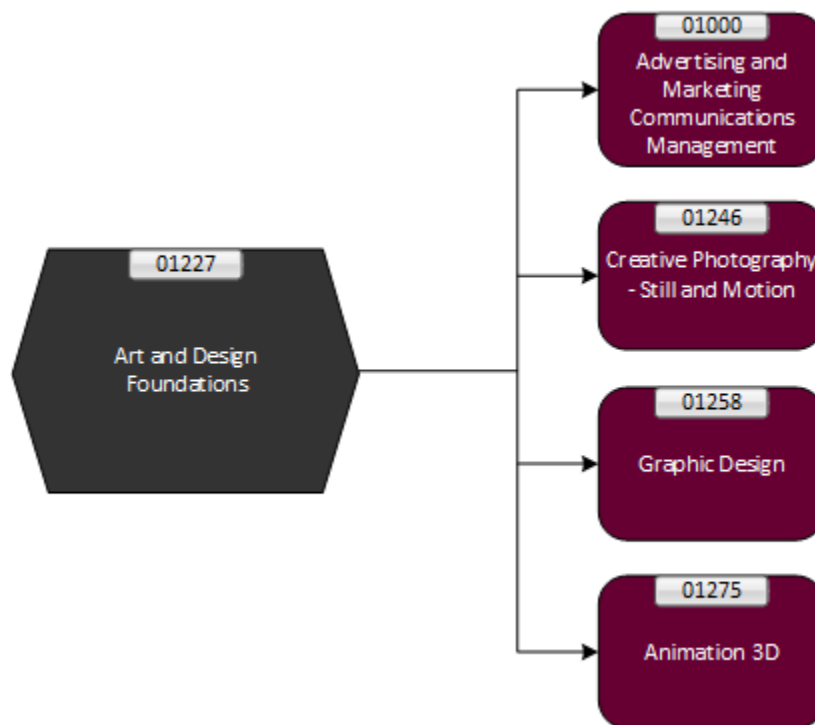 01000
Advertising and
Marketing
Communications
Management
01246
Creative Photography
- Still and Motion
01227
Art and Design
Foundations
01258
Graphic Design
01275
Animation 3D